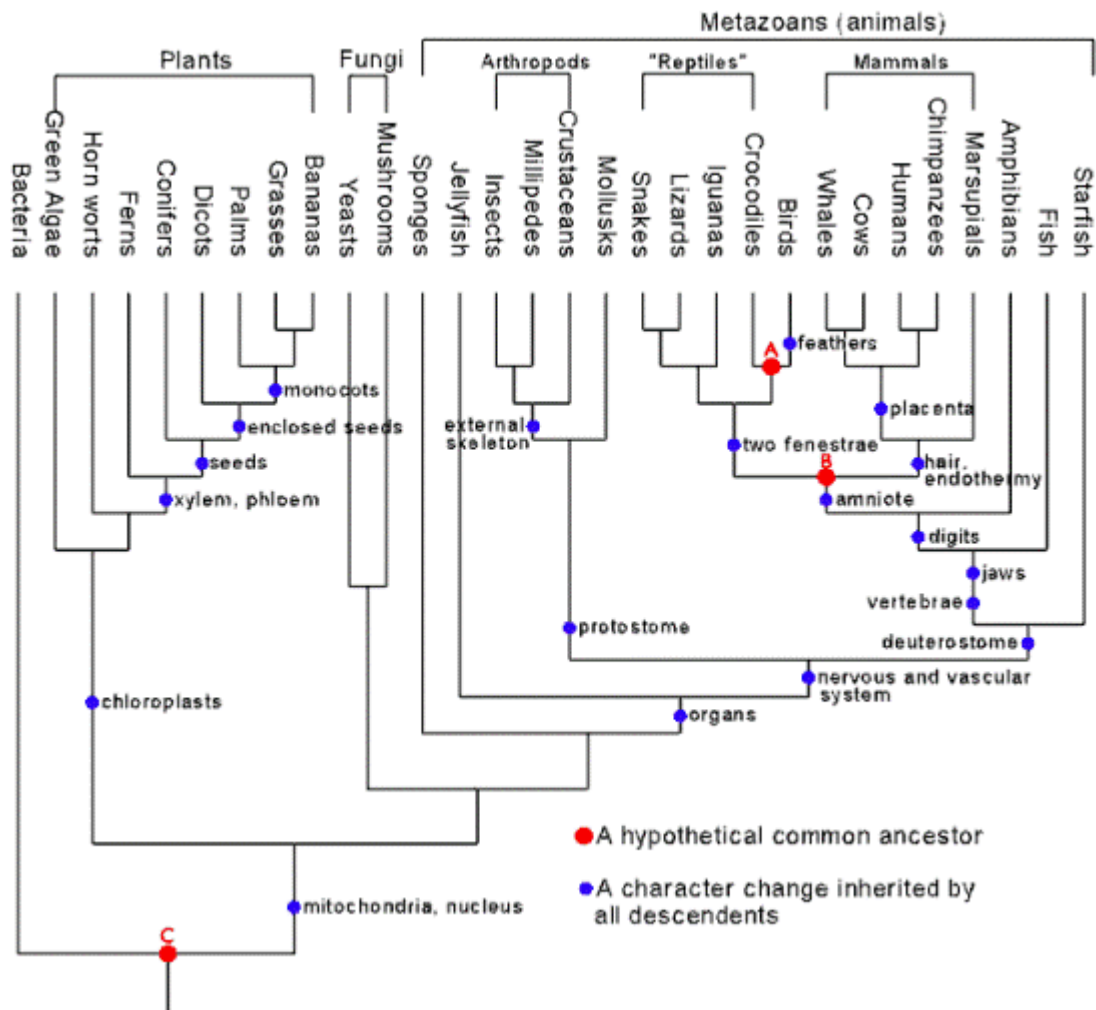 Metazoans (animals)
Plants
Fungi
Arthropods
"Reptiles"
Mammals
Bacteria
Green Algae
Horn worts
Ferns
Conifers
Dicots
Palms
Grasses
Bananas
Yeasts
Mushrooms
Sponges
Jellyfish
Insects
Millipedes
Crustaceans
Mollusks
Snakes
Lizards
Iguanas
Crocodiles
Birds
Whales
Cows
Humans
Chimpanzees
Marsupials
Amphibians
Fish
Starfish
A
feathers
monocots
placenta
enclosed seeds
external
skeleton
two fenestrae
seeds
B
hair,
endothermy
xylem, phloem
amniote
digits
jaws
vertebrae
protostome
deuterostome
nervous and vascular
system
chloroplasts
organs
A hypothetical common ancestor
A character change inherited by
all descendents
mitochondria, nucleus
C